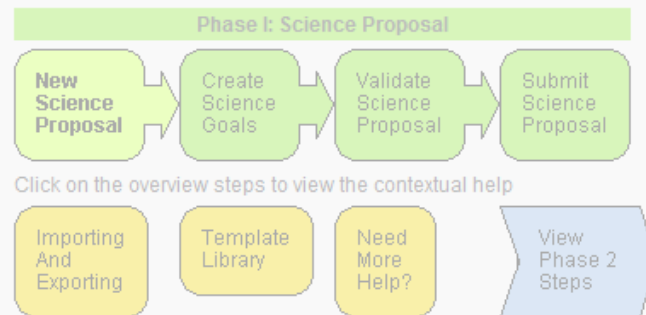 Phase I: Science Proposal
New
Science
Proposal
Create
Science
Goals
Validate
Science
Proposal
Submit
Science
Proposal
Click on the overview steps to view the contextual help
Importing
And
Exporting
Template
Library
Need
More
Help?
View
Phase 2
Steps